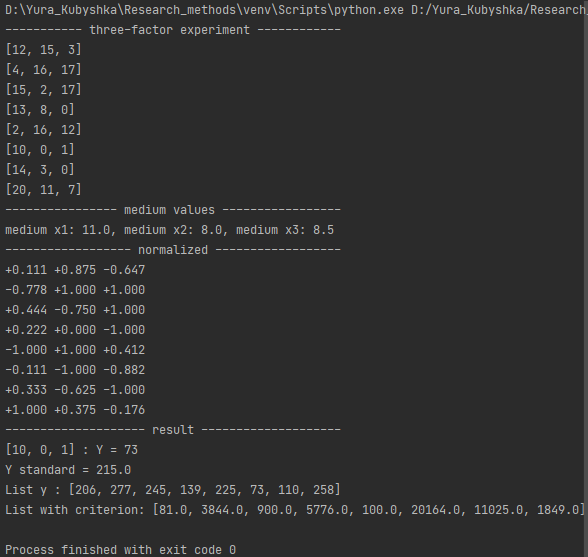 D:\Yura_Kubyshka\Research_methods\venv\Scripts\python.exe D:/Yura_Kubyshka/Research
----------- three-factor experiment ------------
[12, 15, 3]
[4, 16, 17]
[15, 2, 17]
[13, 8, 0]
[2, 16, 12]
[10, 0, 1]
[14, 3, 0]
[20, 11, 7]
---------------- medium values -----------------
medium x1: 11.0, medium x2: 8.0, medium x3: 8.5
------------------ normalized ------------------
+0.111 +0.875 -0.647
-0.778 +1.000 +1.000
+0.444 -0.750 +1.000
+0.222 +0.000 -1.000
-1.000 +1.000 +0.412
-0.111 -1.000 -0.882
+0.333 -0.625 -1.000
+1.000 +0.375 -0.176
-------------------- result --------------------
[10, 0, 1] : Y = 73
Y standard = 215.0
List y : [206, 277, 245, 139, 225, 73, 110, 258]
List with criterion: [81.0, 3844.0, 900.0, 5776.0, 100.0, 20164.0, 11025.0, 1849.0]
Process finished with exit code 0